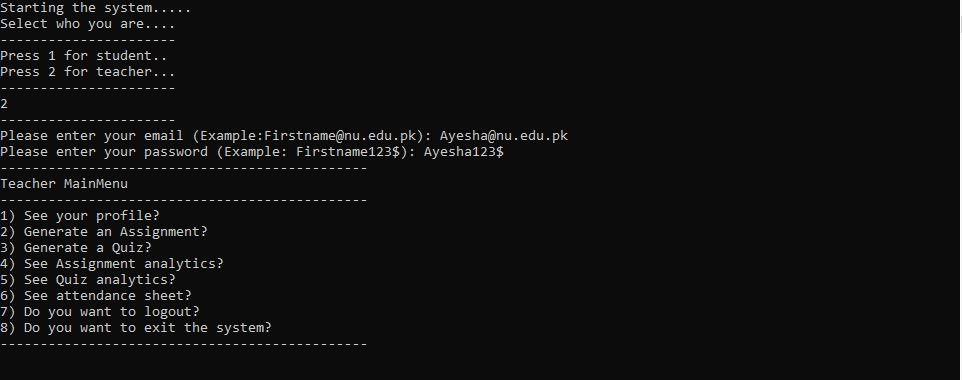 Starting the system.....
Select who you are....
----------------------
Press 1 for student..
Press 2 for teacher...
----------------------
2
----------------------
Please enter your email (Example:Firstname@nu.edu.pk): Ayesha@nu.edu.pk
Please enter your password (Example: Firstname123$): Ayesha123$
----------------------------------------------
Teacher MainMenu
----------------------------------------------
1) See your profile?
2) Generate an Assignment?
3) Generate a Quiz?
4) See Assignment analytics?
5) See Quiz analytics?
6) See attendance sheet?
7) Do you want to logout?
8) Do you want to exit the system?
----------------------------------------------